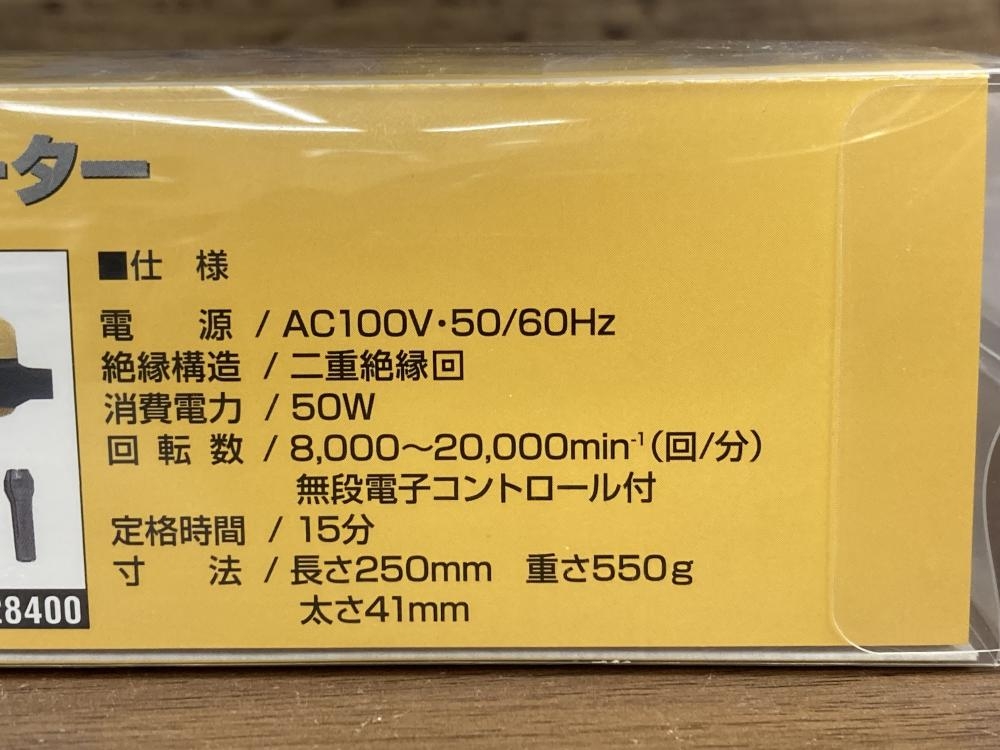 ーター
■仕 様
電 源 / AC100V・50/60Hz
絶縁構造 / 二重絶縁回
消費電力 / 50W
回転数 / 8,000〜20,000min⁻¹(回/分)
無段電子コントロール付
定格時間 / 15分
寸 法 / 長さ250mm 重さ550g
太さ41mm
8400